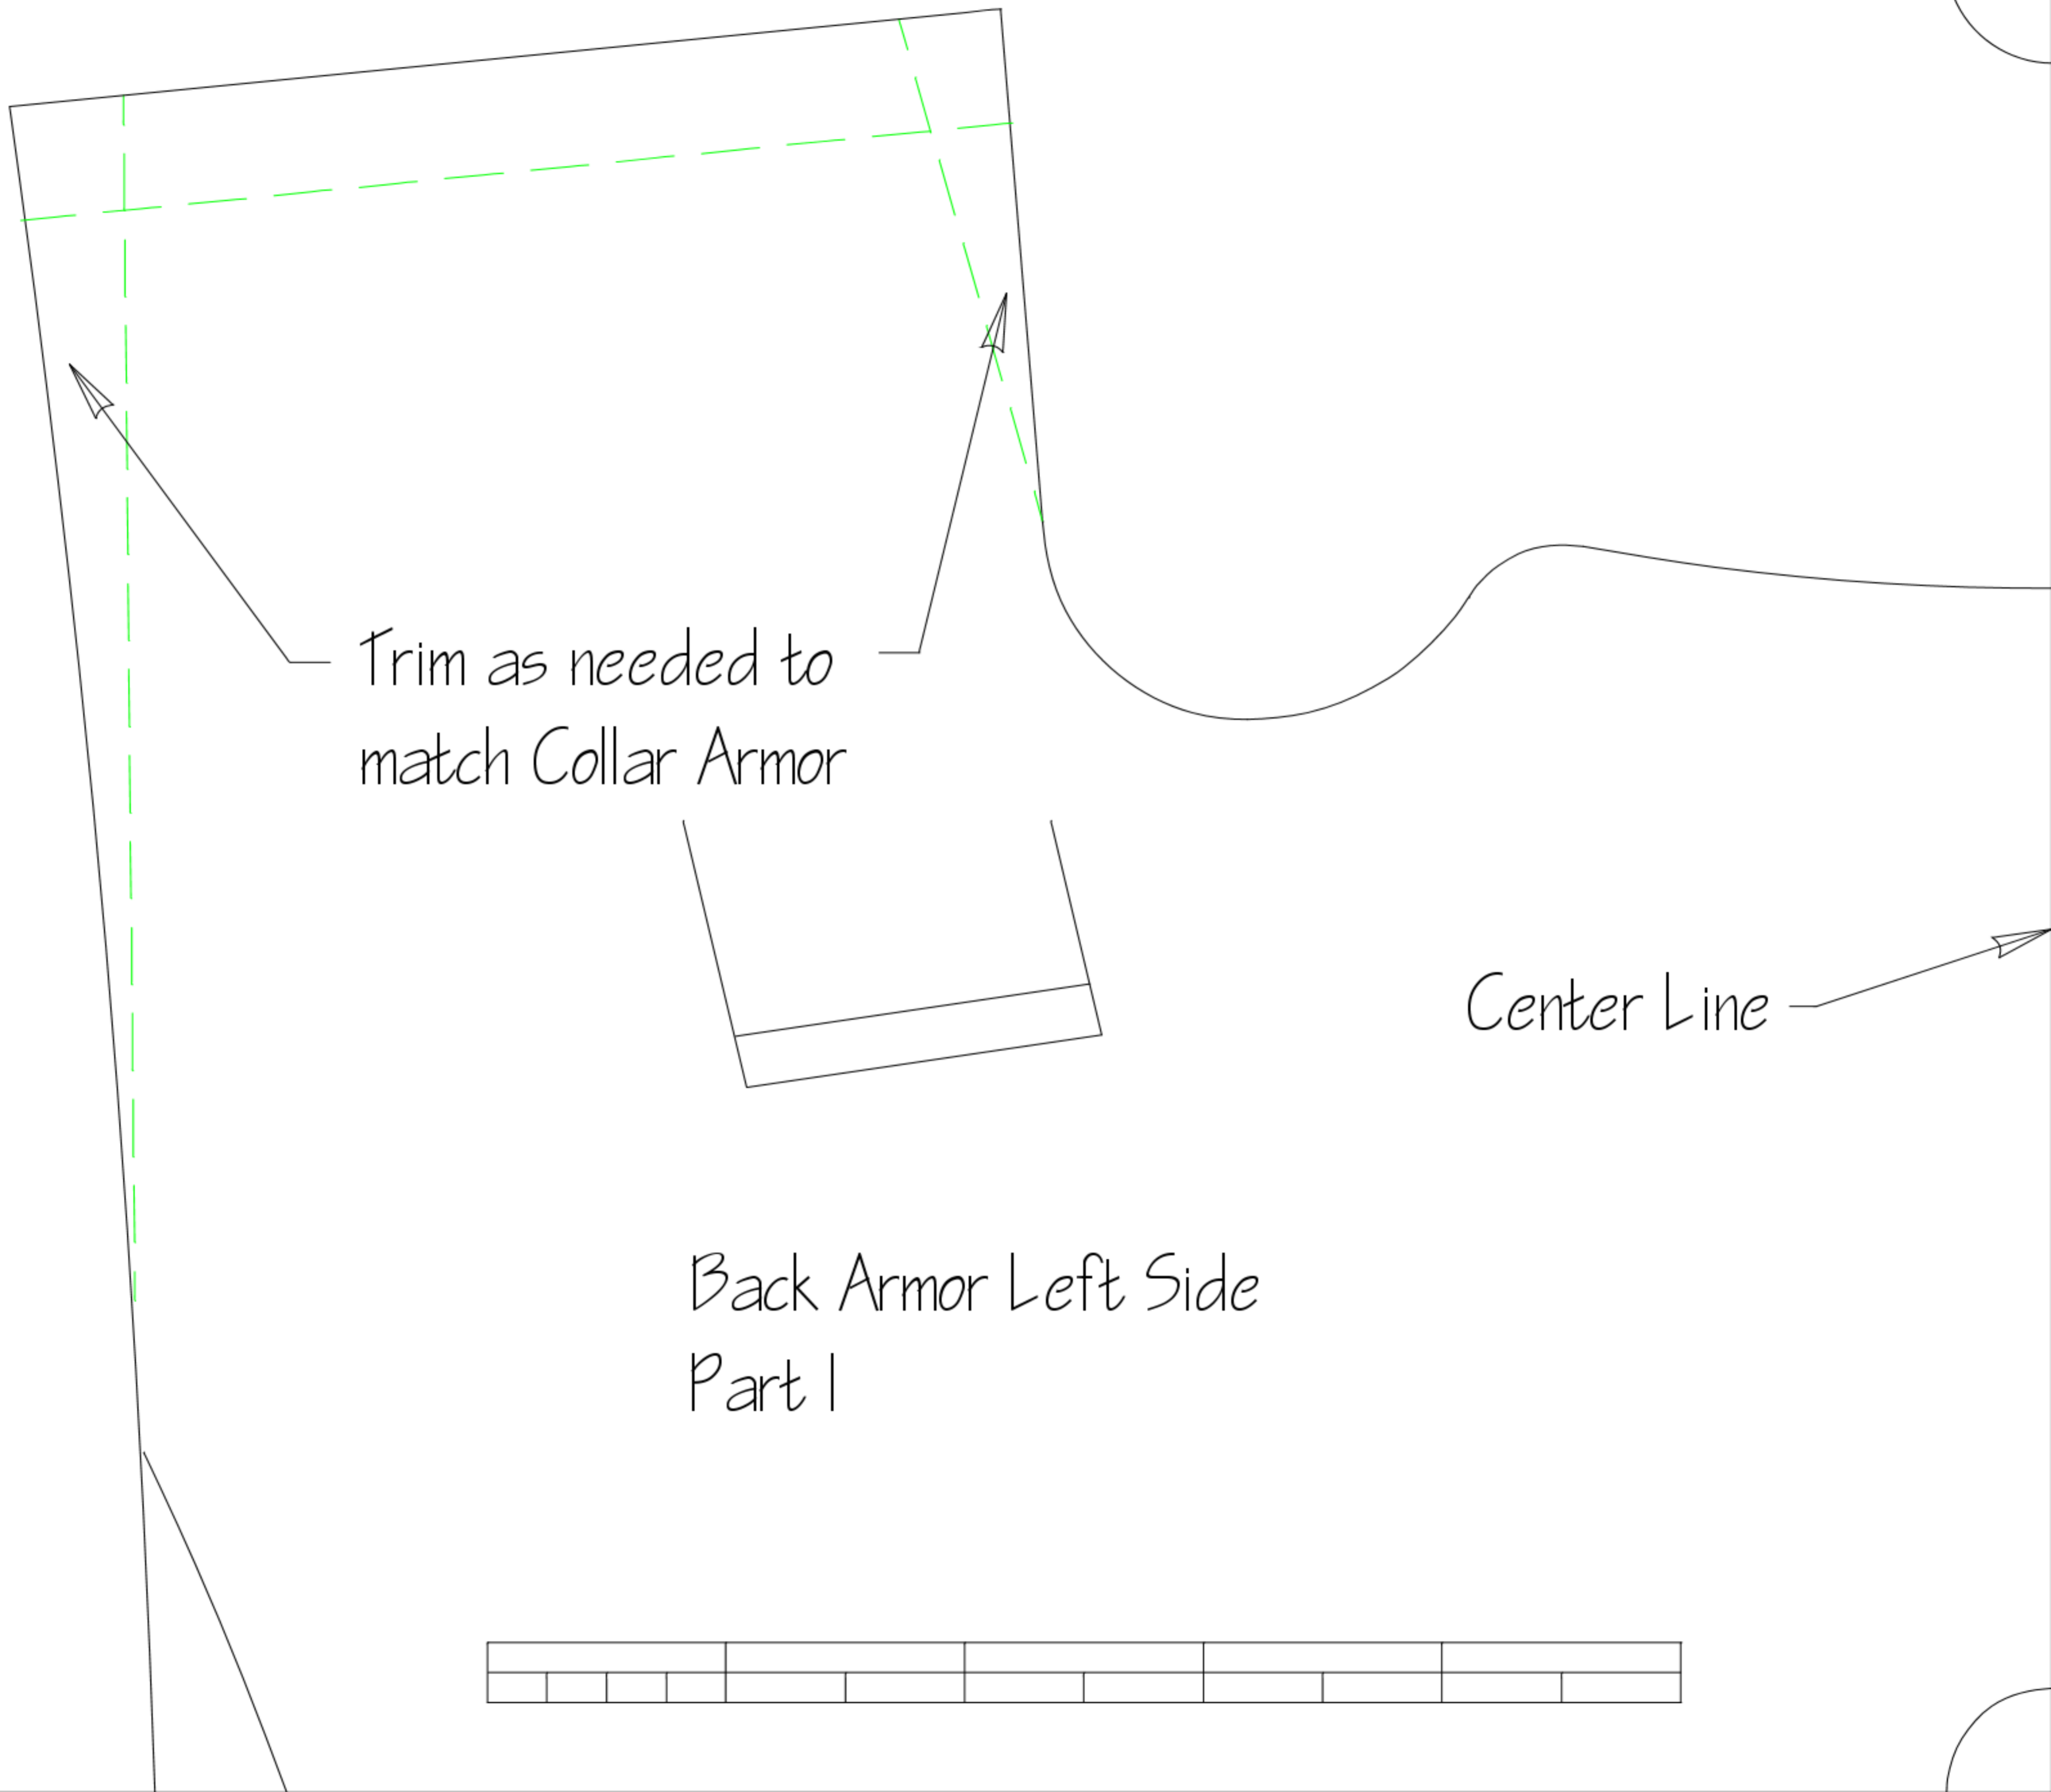 Trim as needed to
match Collar Armor
Center Line
Back Armor Left Side
Part 1